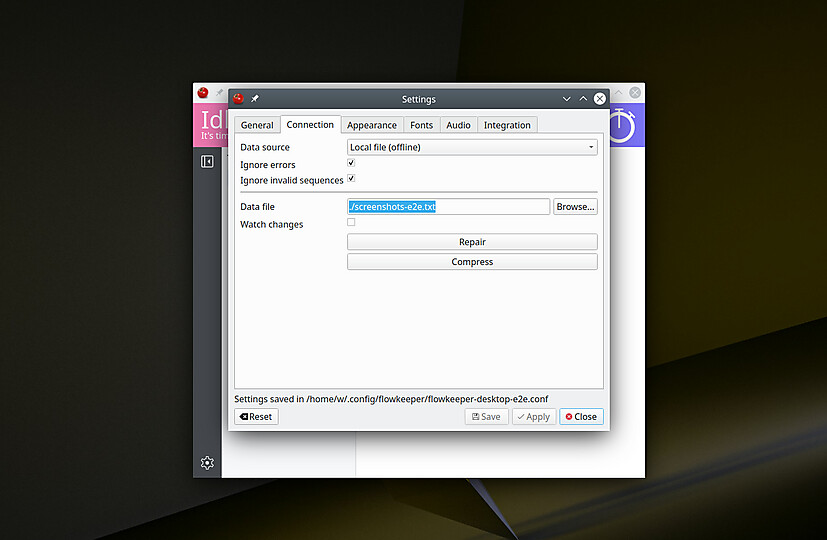 Settings
Idl
It's tim
General Connection Appearance Fonts Audio Integration
Data source Local file (offline)
Ignore errors
Ignore invalid sequences
Data file ./screenshots-e2e.txt Browse...
Watch changes
Repair
Compress
Settings saved in /home/w/.config/flowkeeper/flowkeeper-desktop-e2e.conf
Reset Save Apply Close